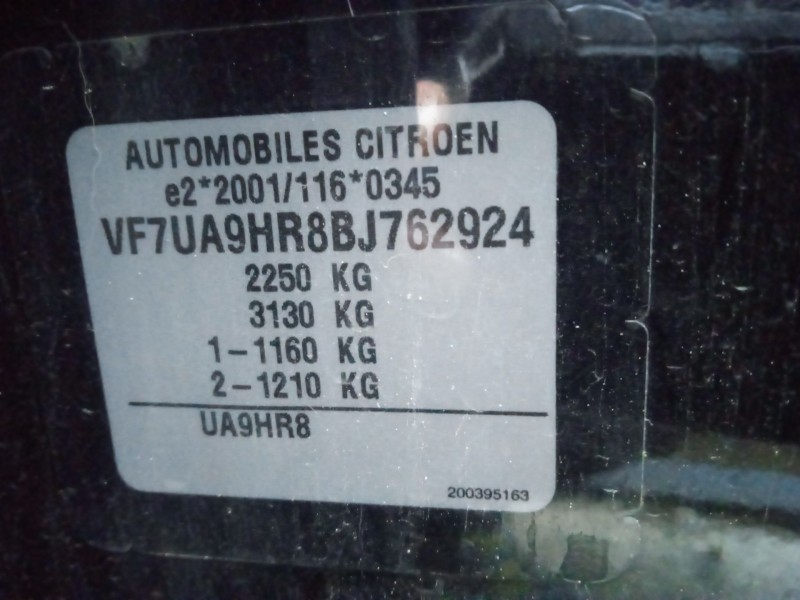 AUTOMOBILES CITROEN
e2*2001/116*0345
VF7UA9HR8BJ762924
2250 KG
3130 KG
1-1160 KG
2-1210 KG
UA9HR8
200395163